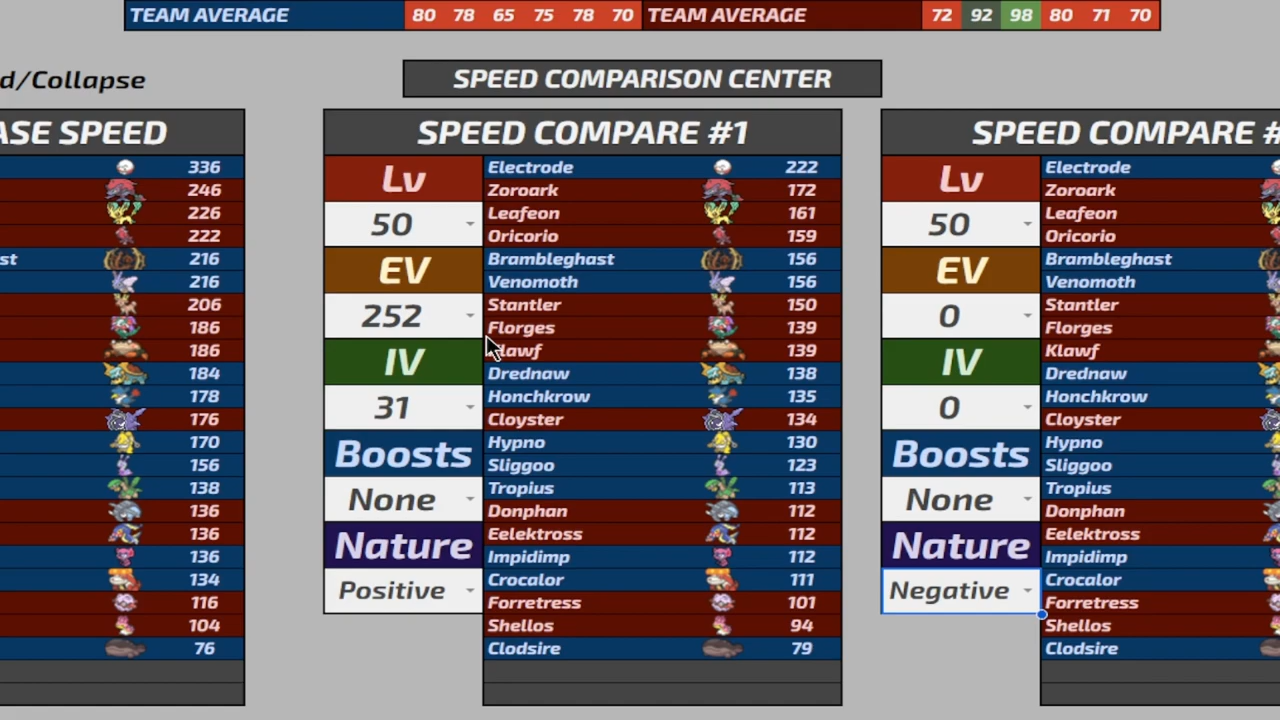 TEAM AVERAGE 80 78 65 75 78 70 TEAM AVERAGE 72 92 98 80 71 70
d/Collapse
SPEED COMPARISON CENTER
ASE SPEED
336
246
226
222
st 216
216
206
186
186
184
178
176
170
156
138
136
136
136
134
116
104
76
SPEED COMPARE #1
Lv
50
EV
252
IV
31
Boosts
None
Nature
Positive
Electrode 222
Zoroark 172
Leafeon 161
Oricorio 159
Brambleghast 156
Venomoth 156
Stantler 150
Florges 139
Klawf 139
Drednaw 138
Honchkrow 135
Cloyster 134
Hypno 130
Sliggoo 123
Tropius 113
Donphan 112
Eelektross 112
Impidimp 112
Crocalor 111
Forretress 101
Shellos 94
Clodsire 79
SPEED COMPARE #
Lv
50
EV
0
IV
0
Boosts
None
Nature
Negative
Electrode
Zoroark
Leafeon
Oricorio
Brambleghast
Venomoth
Stantler
Florges
Klawf
Drednaw
Honchkrow
Cloyster
Hypno
Sliggoo
Tropius
Donphan
Eelektross
Impidimp
Crocalor
Forretress
Shellos
Clodsire